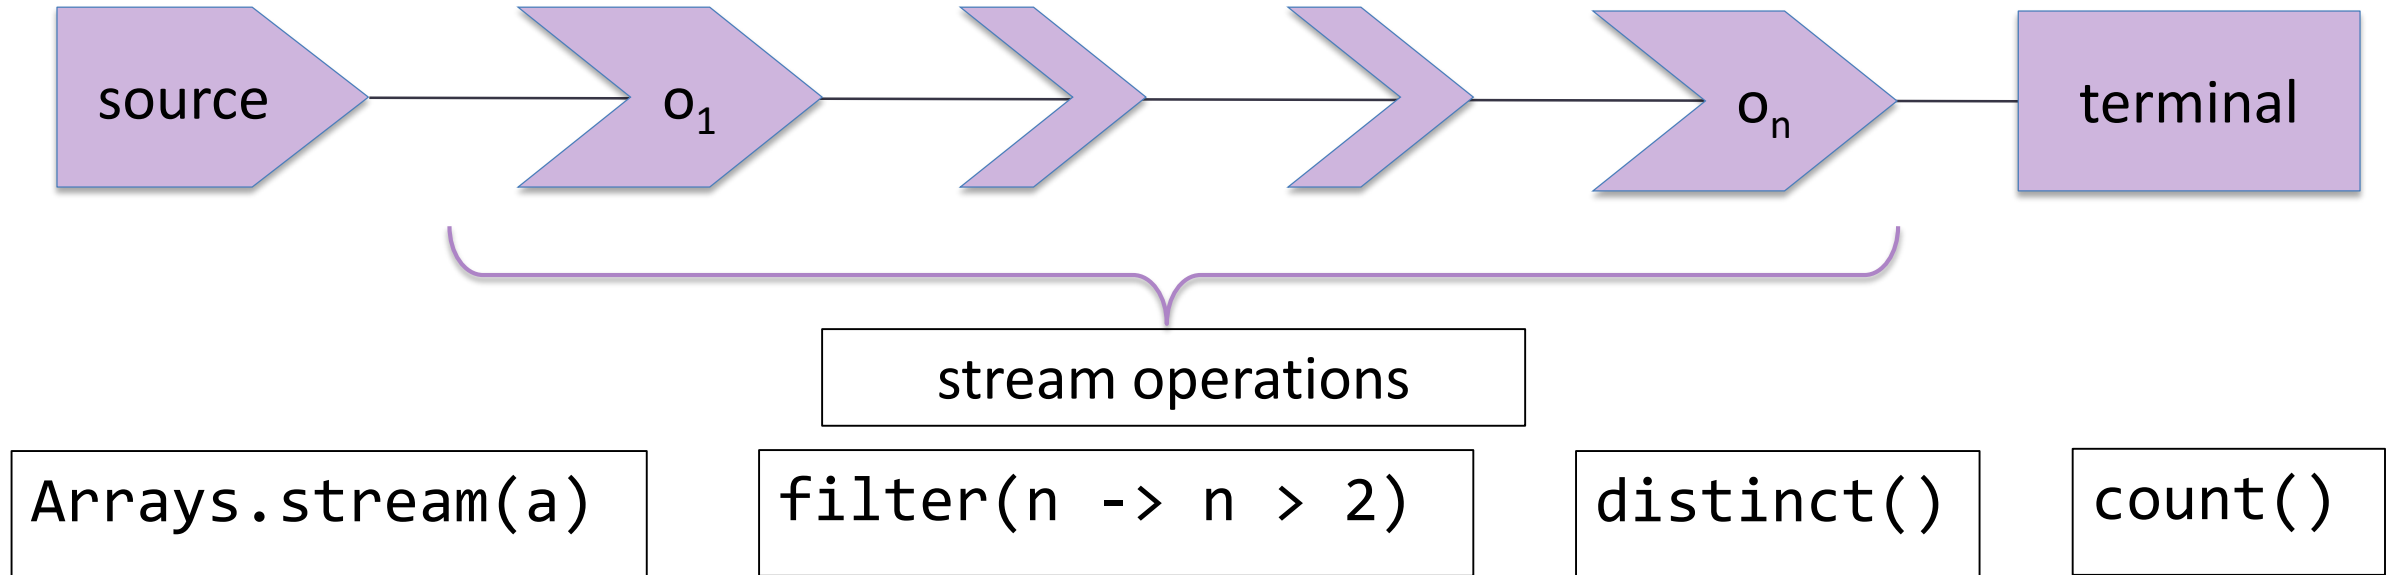 source
o₁
oₙ
terminal
stream operations
Arrays.stream(a)
filter(n -> n > 2)
distinct()
count()